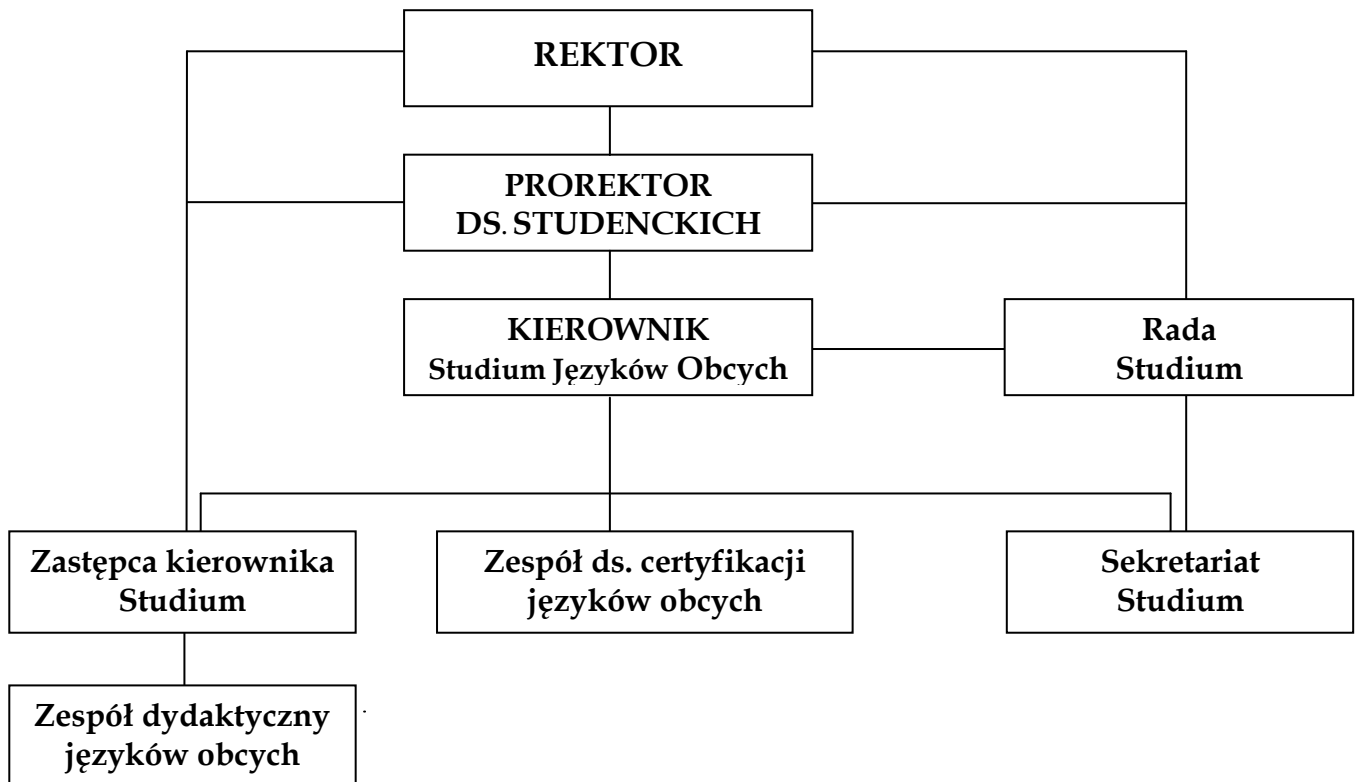 REKTOR
PROREKTOR
DS. STUDENCKICH
KIEROWNIK
Studium Języków Obcych
Rada
Studium
Zastępca kierownika
Studium
Zespół ds. certyfikacji
języków obcych
Sekretariat
Studium
Zespół dydaktyczny
języków obcych